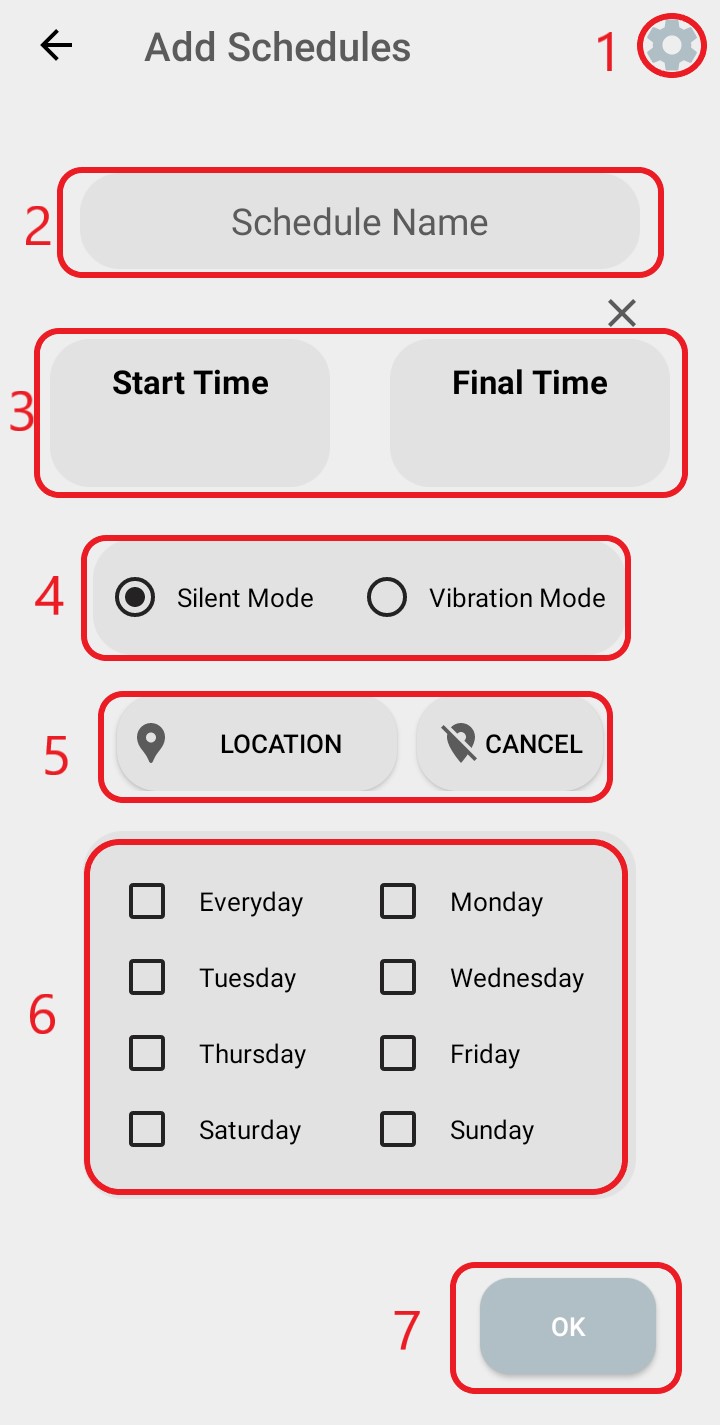 Add Schedules 1
2 Schedule Name
3 Start Time Final Time
4 Silent Mode Vibration Mode
5 LOCATION CANCEL
Everyday Monday
Tuesday Wednesday
6
Thursday Friday
Saturday Sunday
7 OK